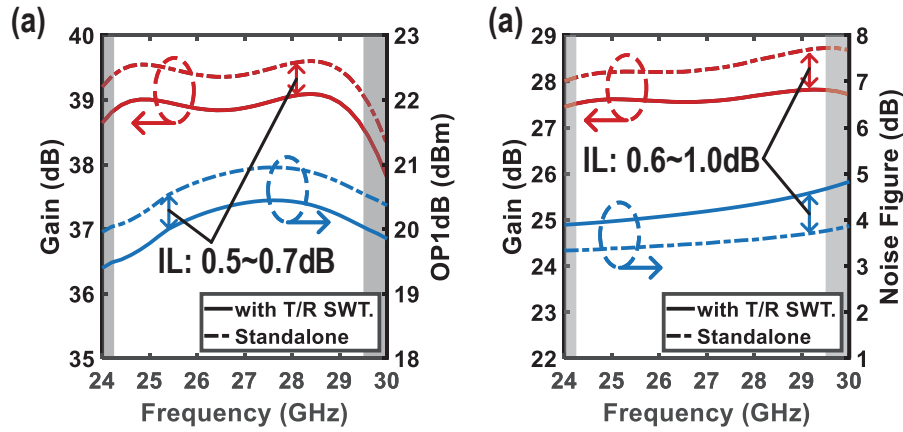 (a)
40
39
38
37
36
35
Gain (dB)
23
22
21
20
19
18
OP1dB (dBm)
IL: 0.5~0.7dB
with T/R SWT.
Standalone
24 25 26 27 28 29 30
Frequency (GHz)
(a)
29
28
27
26
25
24
23
22
Gain (dB)
8
7
6
5
4
3
2
1
Noise Figure (dB)
IL: 0.6~1.0dB
with T/R SWT.
Standalone
24 25 26 27 28 29 30
Frequency (GHz)